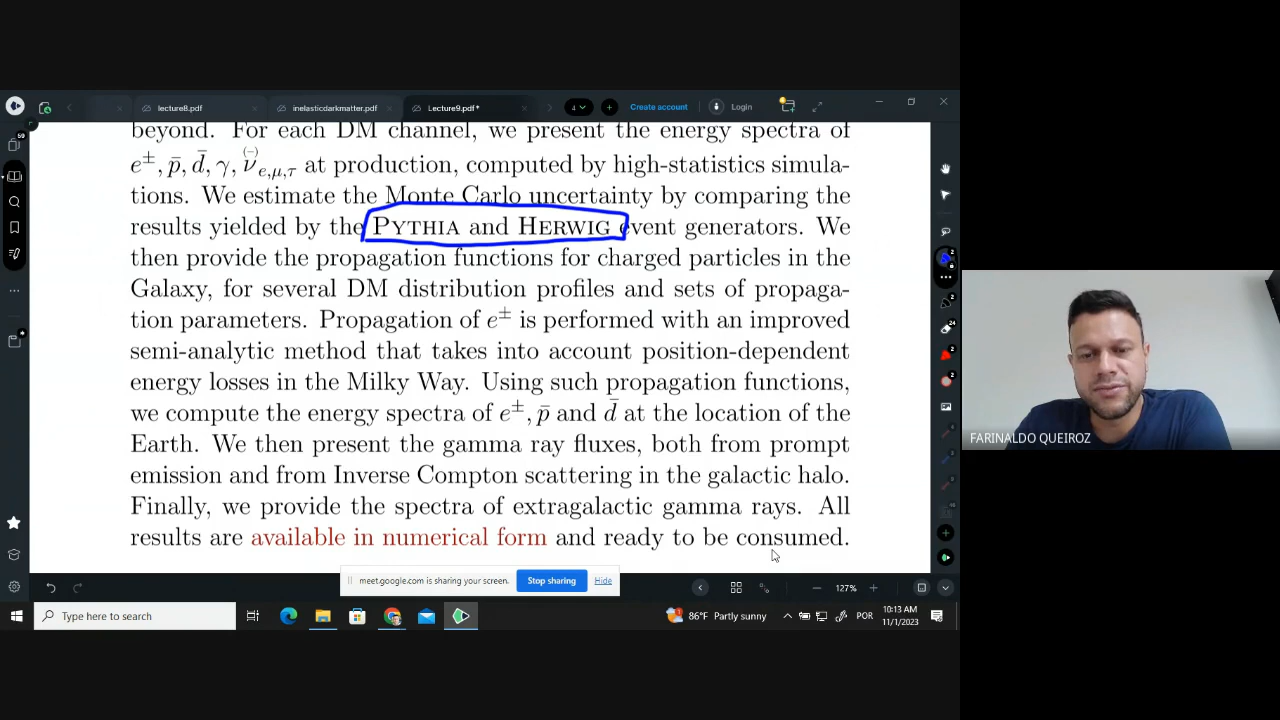 lecture8.pdf
inelasticdarkmatter.pdf
Lecture9.pdf*
4
Create account
Login
beyond. For each DM channel, we present the energy spectra of
e±, p̄, d̄, γ, (−)ν e,μ,τ at production, computed by high-statistics simula-
tions. We estimate the Monte Carlo uncertainty by comparing the
results yielded by the PYTHIA and HERWIG event generators. We
then provide the propagation functions for charged particles in the
Galaxy, for several DM distribution profiles and sets of propaga-
tion parameters. Propagation of e± is performed with an improved
semi-analytic method that takes into account position-dependent
energy losses in the Milky Way. Using such propagation functions,
we compute the energy spectra of e±, p̄ and d̄ at the location of the
Earth. We then present the gamma ray fluxes, both from prompt
emission and from Inverse Compton scattering in the galactic halo.
Finally, we provide the spectra of extragalactic gamma rays. All
results are available in numerical form and ready to be consumed.
FARINALDO QUEIROZ
meet.google.com is sharing your screen.
Stop sharing
Hide
127%
Type here to search
86°F Partly sunny
POR
10:13 AM
11/1/2023